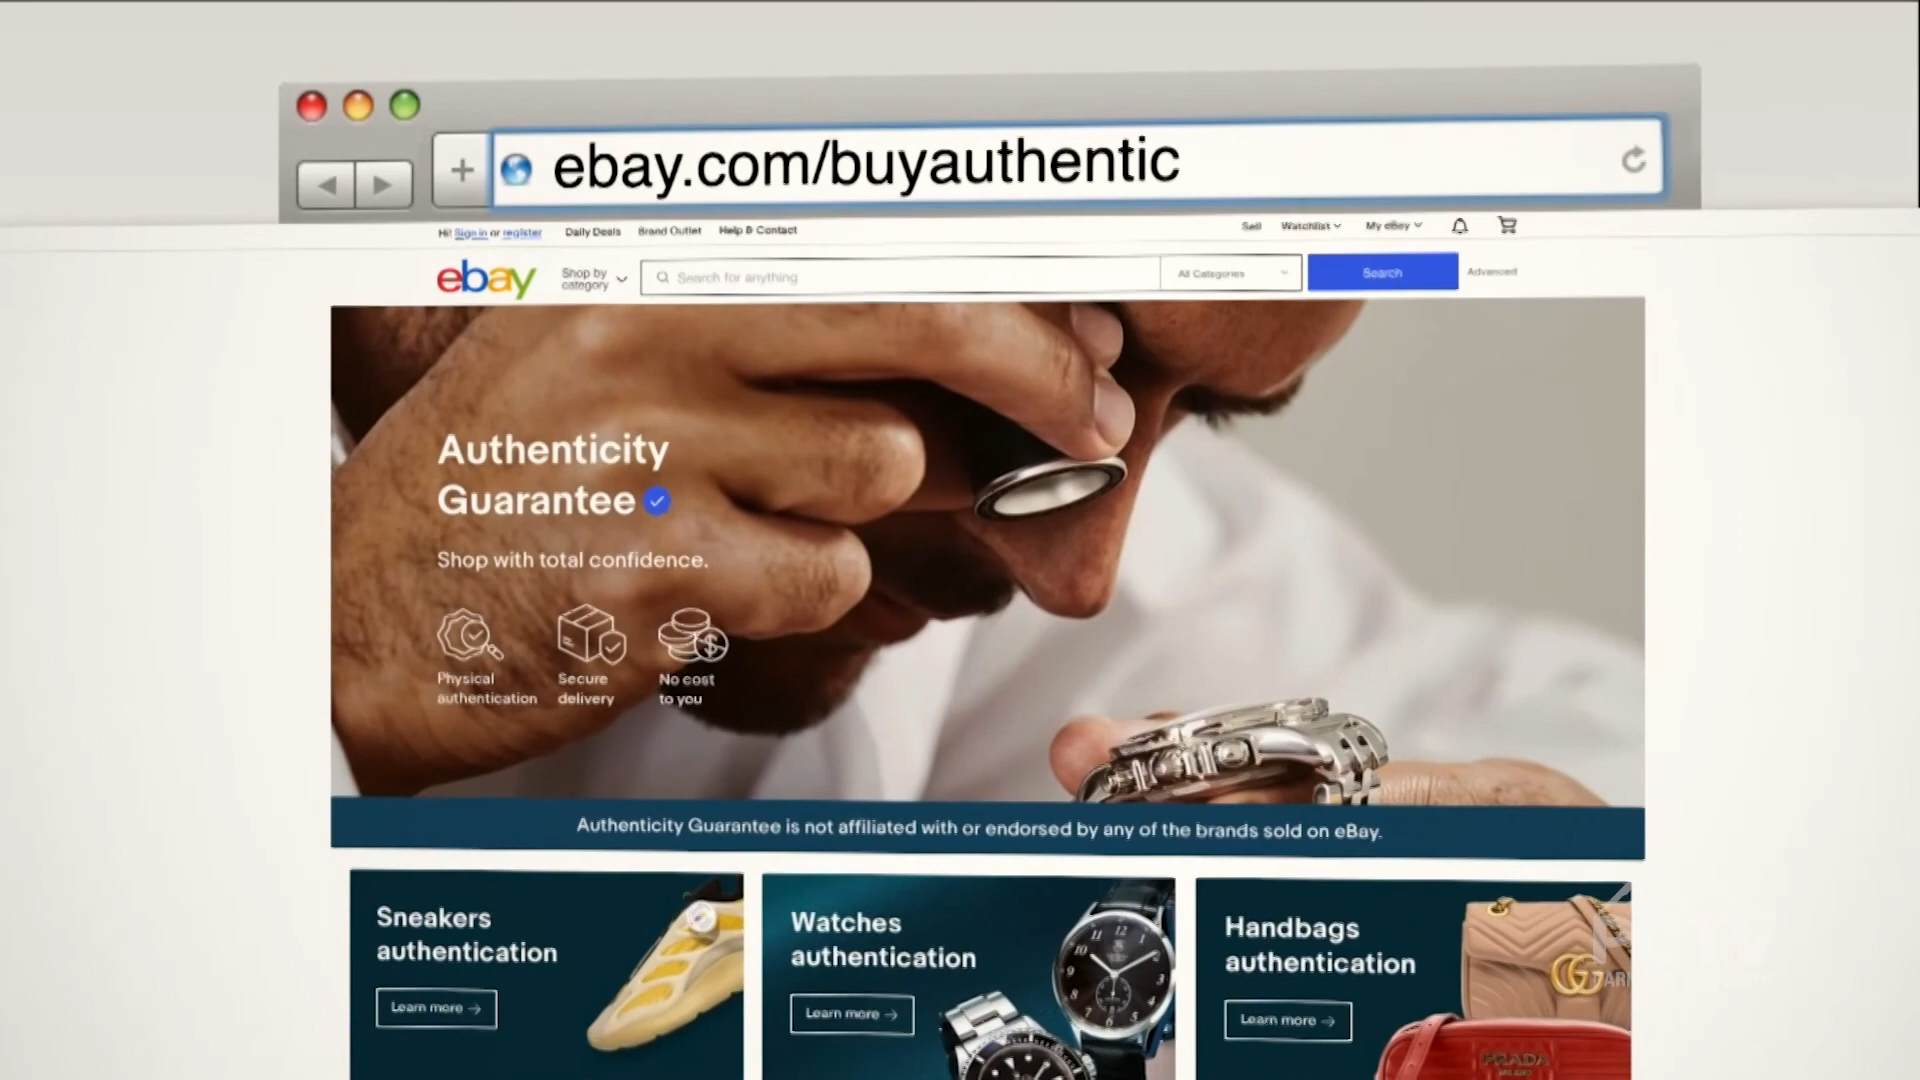 ebay.com/buyauthentic
Hi! Sign in or register Daily Deals Brand Outlet Help & Contact Sell Watchlist My eBay
ebay
Shop by
category
Search for anything
All Categories
Search
Advanced
Authenticity
Guarantee
Shop with total confidence.
Physical
authentication
Secure
delivery
No cost
to you
Authenticity Guarantee is not affiliated with or endorsed by any of the brands sold on eBay.
Sneakers
authentication
Learn more
Watches
authentication
Learn more
Handbags
authentication
Learn more
PRADA